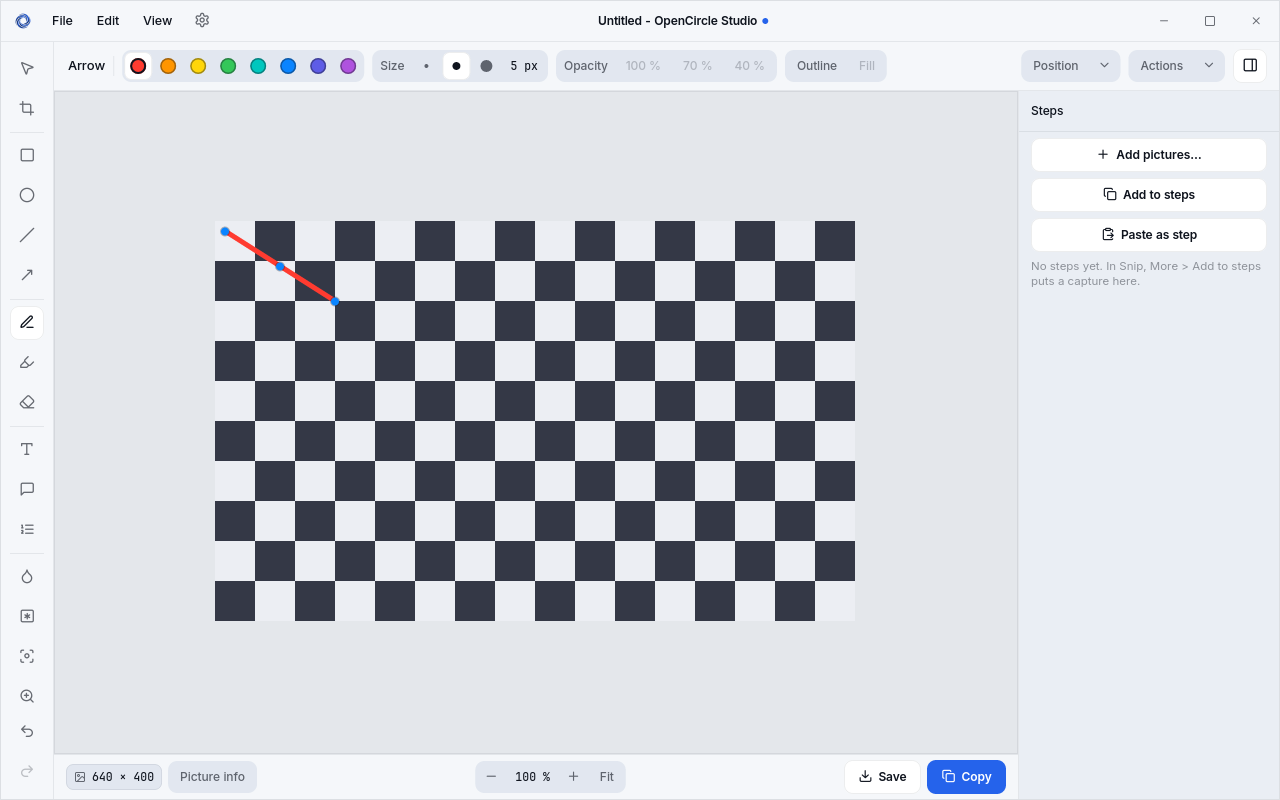 File Edit View Untitled - OpenCircle Studio
Arrow Size 5 px Opacity 100 % 70 % 40 % Outline Fill Position Actions
Steps
Add pictures...
Add to steps
Paste as step
No steps yet. In Snip, More > Add to steps
puts a capture here.
640 × 400 Picture info 100 % Fit Save Copy